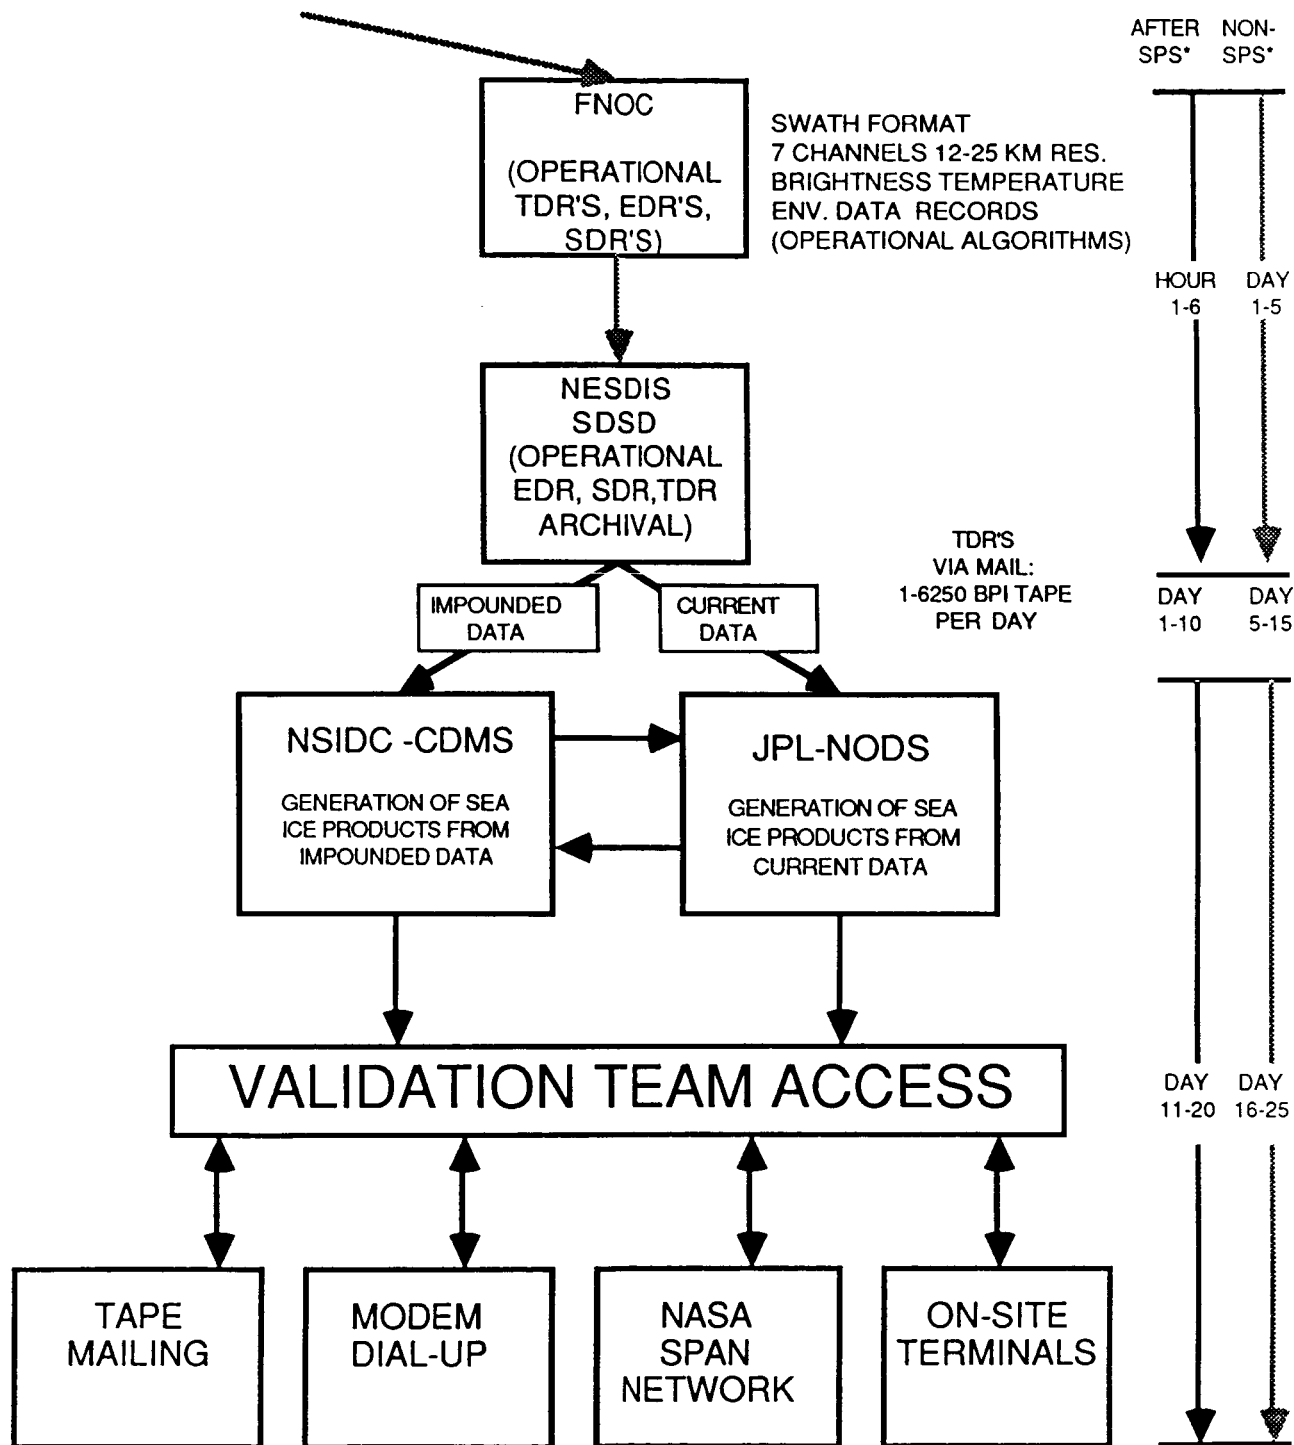 AFTER NON-
SPS* SPS*
FNOC
(OPERATIONAL
TDR'S, EDR'S,
SDR'S)
SWATH FORMAT
7 CHANNELS 12-25 KM RES.
BRIGHTNESS TEMPERATURE
ENV. DATA RECORDS
(OPERATIONAL ALGORITHMS)
HOUR DAY
1-6 1-5
NESDIS
SDSD
(OPERATIONAL
EDR, SDR,TDR
ARCHIVAL)
TDR'S
VIA MAIL:
1-6250 BPI TAPE
PER DAY
DAY DAY
1-10 5-15
IMPOUNDED
DATA
CURRENT
DATA
NSIDC -CDMS
GENERATION OF SEA
ICE PRODUCTS FROM
IMPOUNDED DATA
JPL-NODS
GENERATION OF SEA
ICE PRODUCTS FROM
CURRENT DATA
VALIDATION TEAM ACCESS
DAY DAY
11-20 16-25
TAPE
MAILING
MODEM
DIAL-UP
NASA
SPAN
NETWORK
ON-SITE
TERMINALS